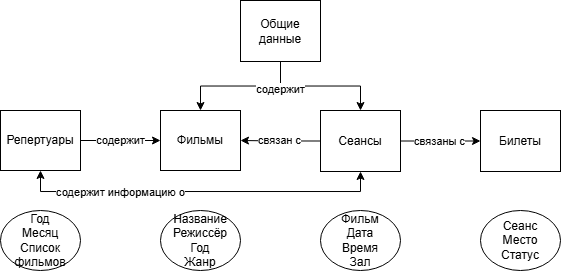 Общие
данные
содержит
Репертуары
содержит
Фильмы
связан с
Сеансы
связаны с
Билеты
содержит информацию о
Год
Месяц
Список
фильмов
Название
Режиссёр
Год
Жанр
Фильм
Дата
Время
Зал
Сеанс
Место
Статус